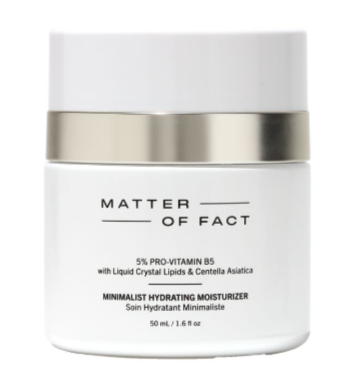 MATTER
OF FACT
5% PRO-VITAMIN B5
with Liquid Crystal Lipids & Centella Asiatica
MINIMALIST HYDRATING MOISTURIZER
Soin Hydratant Minimaliste
50 mL / 1.6 fl oz